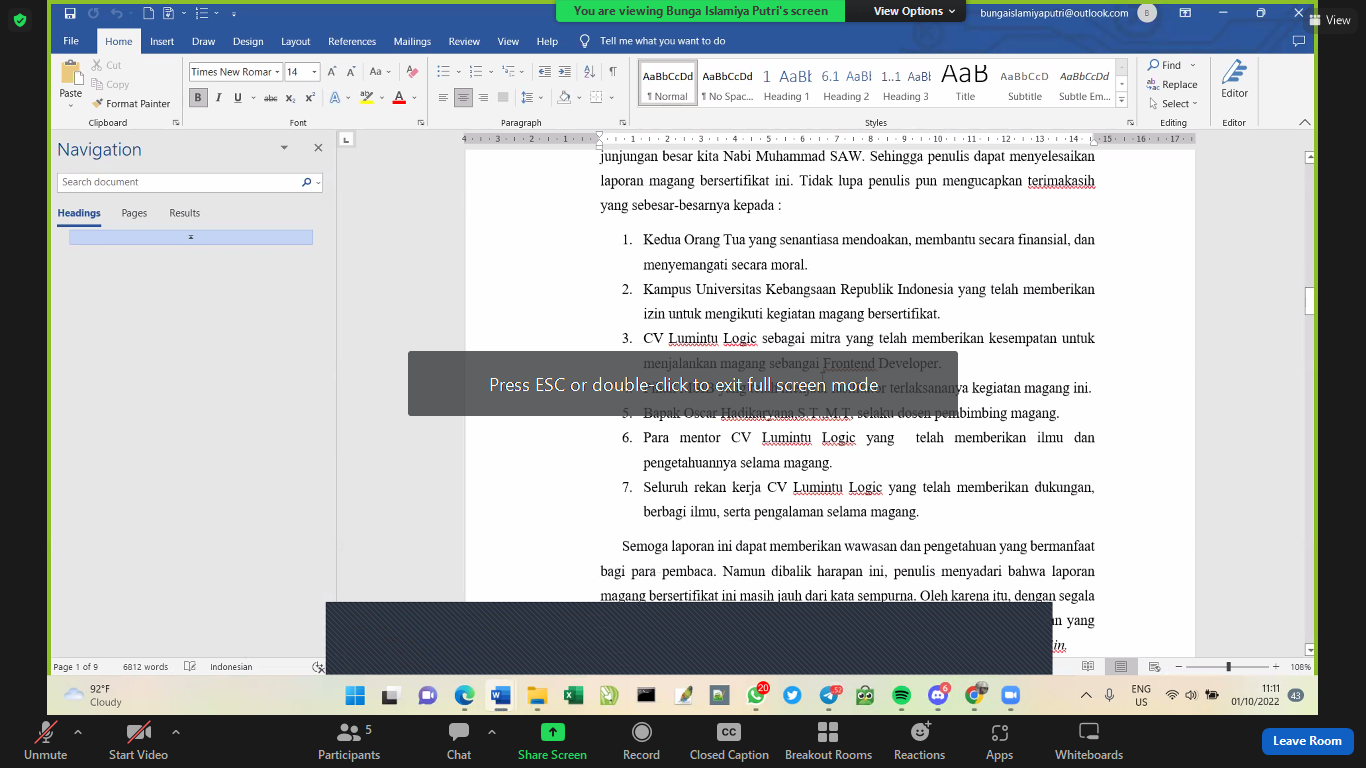 You are viewing Bunga Islamiya Putri's screen
View Options
bungaislamiyaputri@outlook.com
B
View
File
Home
Insert
Draw
Design
Layout
References
Mailings
Review
View
Help
Tell me what you want to do
Paste
Cut
Copy
Format Painter
Clipboard
Times New Romar
14
Font
Paragraph
AaBbCcDd
¶ Normal
AaBbCcDd
¶ No Spac...
1 AaBl
Heading 1
6.1 AaBl
Heading 2
1..1 AaBl
Heading 3
AaB
Title
AaBbCcD
Subtitle
AaBbCcDd
Subtle Em...
Styles
Find
Replace
Select
Editing
Editor
Editor
Navigation
Search document
Headings
Pages
Results
junjungan besar kita Nabi Muhammad SAW. Sehingga penulis dapat menyelesaikan
laporan magang bersertifikat ini. Tidak lupa penulis pun mengucapkan terimakasih
yang sebesar-besarnya kepada :
1. Kedua Orang Tua yang senantiasa mendoakan, membantu secara finansial, dan
menyemangati secara moral.
2. Kampus Universitas Kebangsaan Republik Indonesia yang telah memberikan
izin untuk mengikuti kegiatan magang bersertifikat.
3. CV Lumintu Logic sebagai mitra yang telah memberikan kesempatan untuk
menjalankan magang sebangai Frontend Developer.
Press ESC or double-click to exit full screen mode
terlaksananya kegiatan magang ini.
5. Bapak Oscar Hadikaryana,S.T.,M.T, selaku dosen pembimbing magang.
6. Para mentor CV Lumintu Logic yang telah memberikan ilmu dan
pengetahuannya selama magang.
7. Seluruh rekan kerja CV Lumintu Logic yang telah memberikan dukungan,
berbagi ilmu, serta pengalaman selama magang.
Semoga laporan ini dapat memberikan wawasan dan pengetahuan yang bermanfaat
bagi para pembaca. Namun dibalik harapan ini, penulis menyadari bahwa laporan
magang bersertifikat ini masih jauh dari kata sempurna. Oleh karena itu, dengan segala
yang
Page 1 of 9
6812 words
Indonesian
108%
92°F
Cloudy
20
6
ENG
US
11:11
01/10/2022
43
Unmute
Start Video
Participants
5
Chat
Share Screen
Record
CC
Closed Caption
Breakout Rooms
Reactions
Apps
Whiteboards
Leave Room